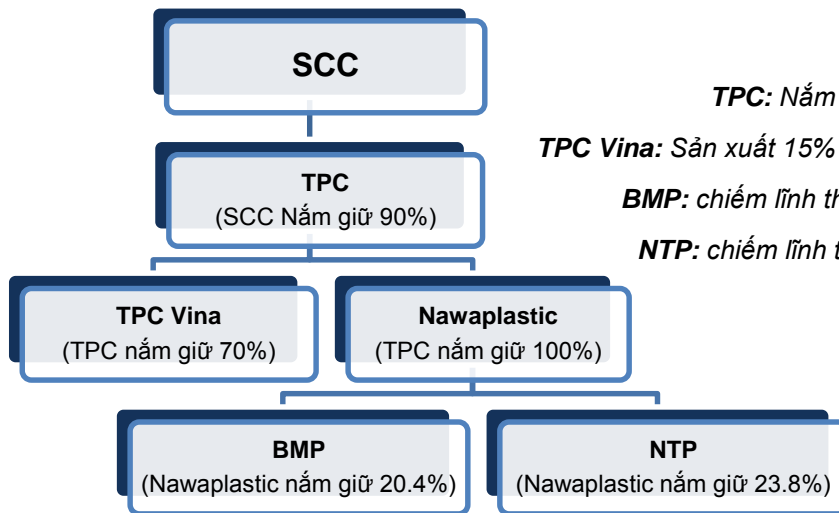 SCC
TPC: Nắm
TPC Vina: Sản xuất 15%
BMP: chiếm lĩnh
NTP: chiếm lĩnh
TPC
(SCC Nắm giữ 90%)
TPC Vina
(TPC nắm giữ 70%)
Nawaplastic
(TPC nắm giữ 100%)
BMP
(Nawaplastic nắm giữ 20.4%)
NTP
(Nawaplastic nắm giữ 23.8%)